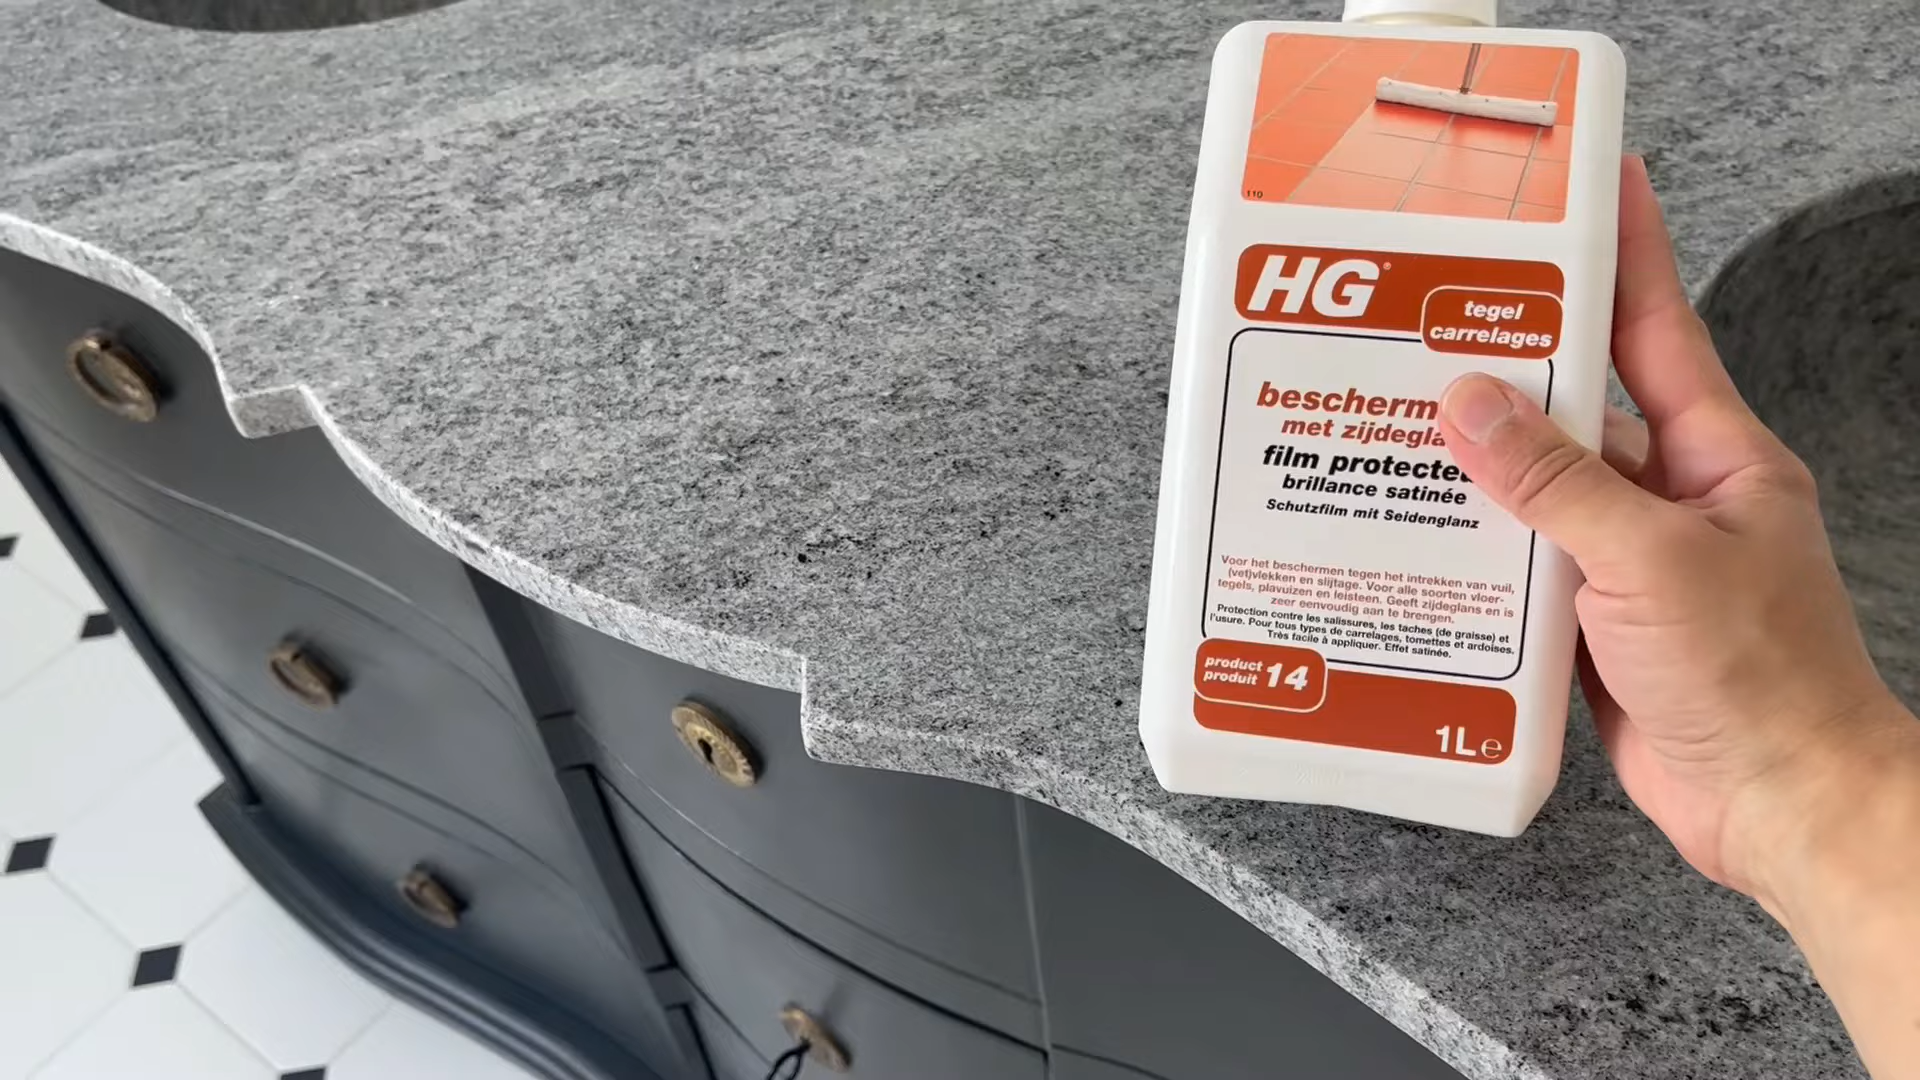 110
HG®
tegel
carrelages
bescherm
met zijdegla
film protecte
brillance satinée
Schutzfilm mit Seidenglanz
Voor het beschermen tegen het intrekken van vuil,
(vet)vlekken en slijtage. Voor alle soorten vloer-
tegels, plavuizen en leisteen. Geeft zijdeglans en is
zeer eenvoudig aan te brengen.
Protection contre les salissures, les taches (de graisse) et
l'usure. Pour tous types de carrelages, tomettes et ardoises.
Très facile à appliquer. Effet satinée.
product
produit 14
1L e